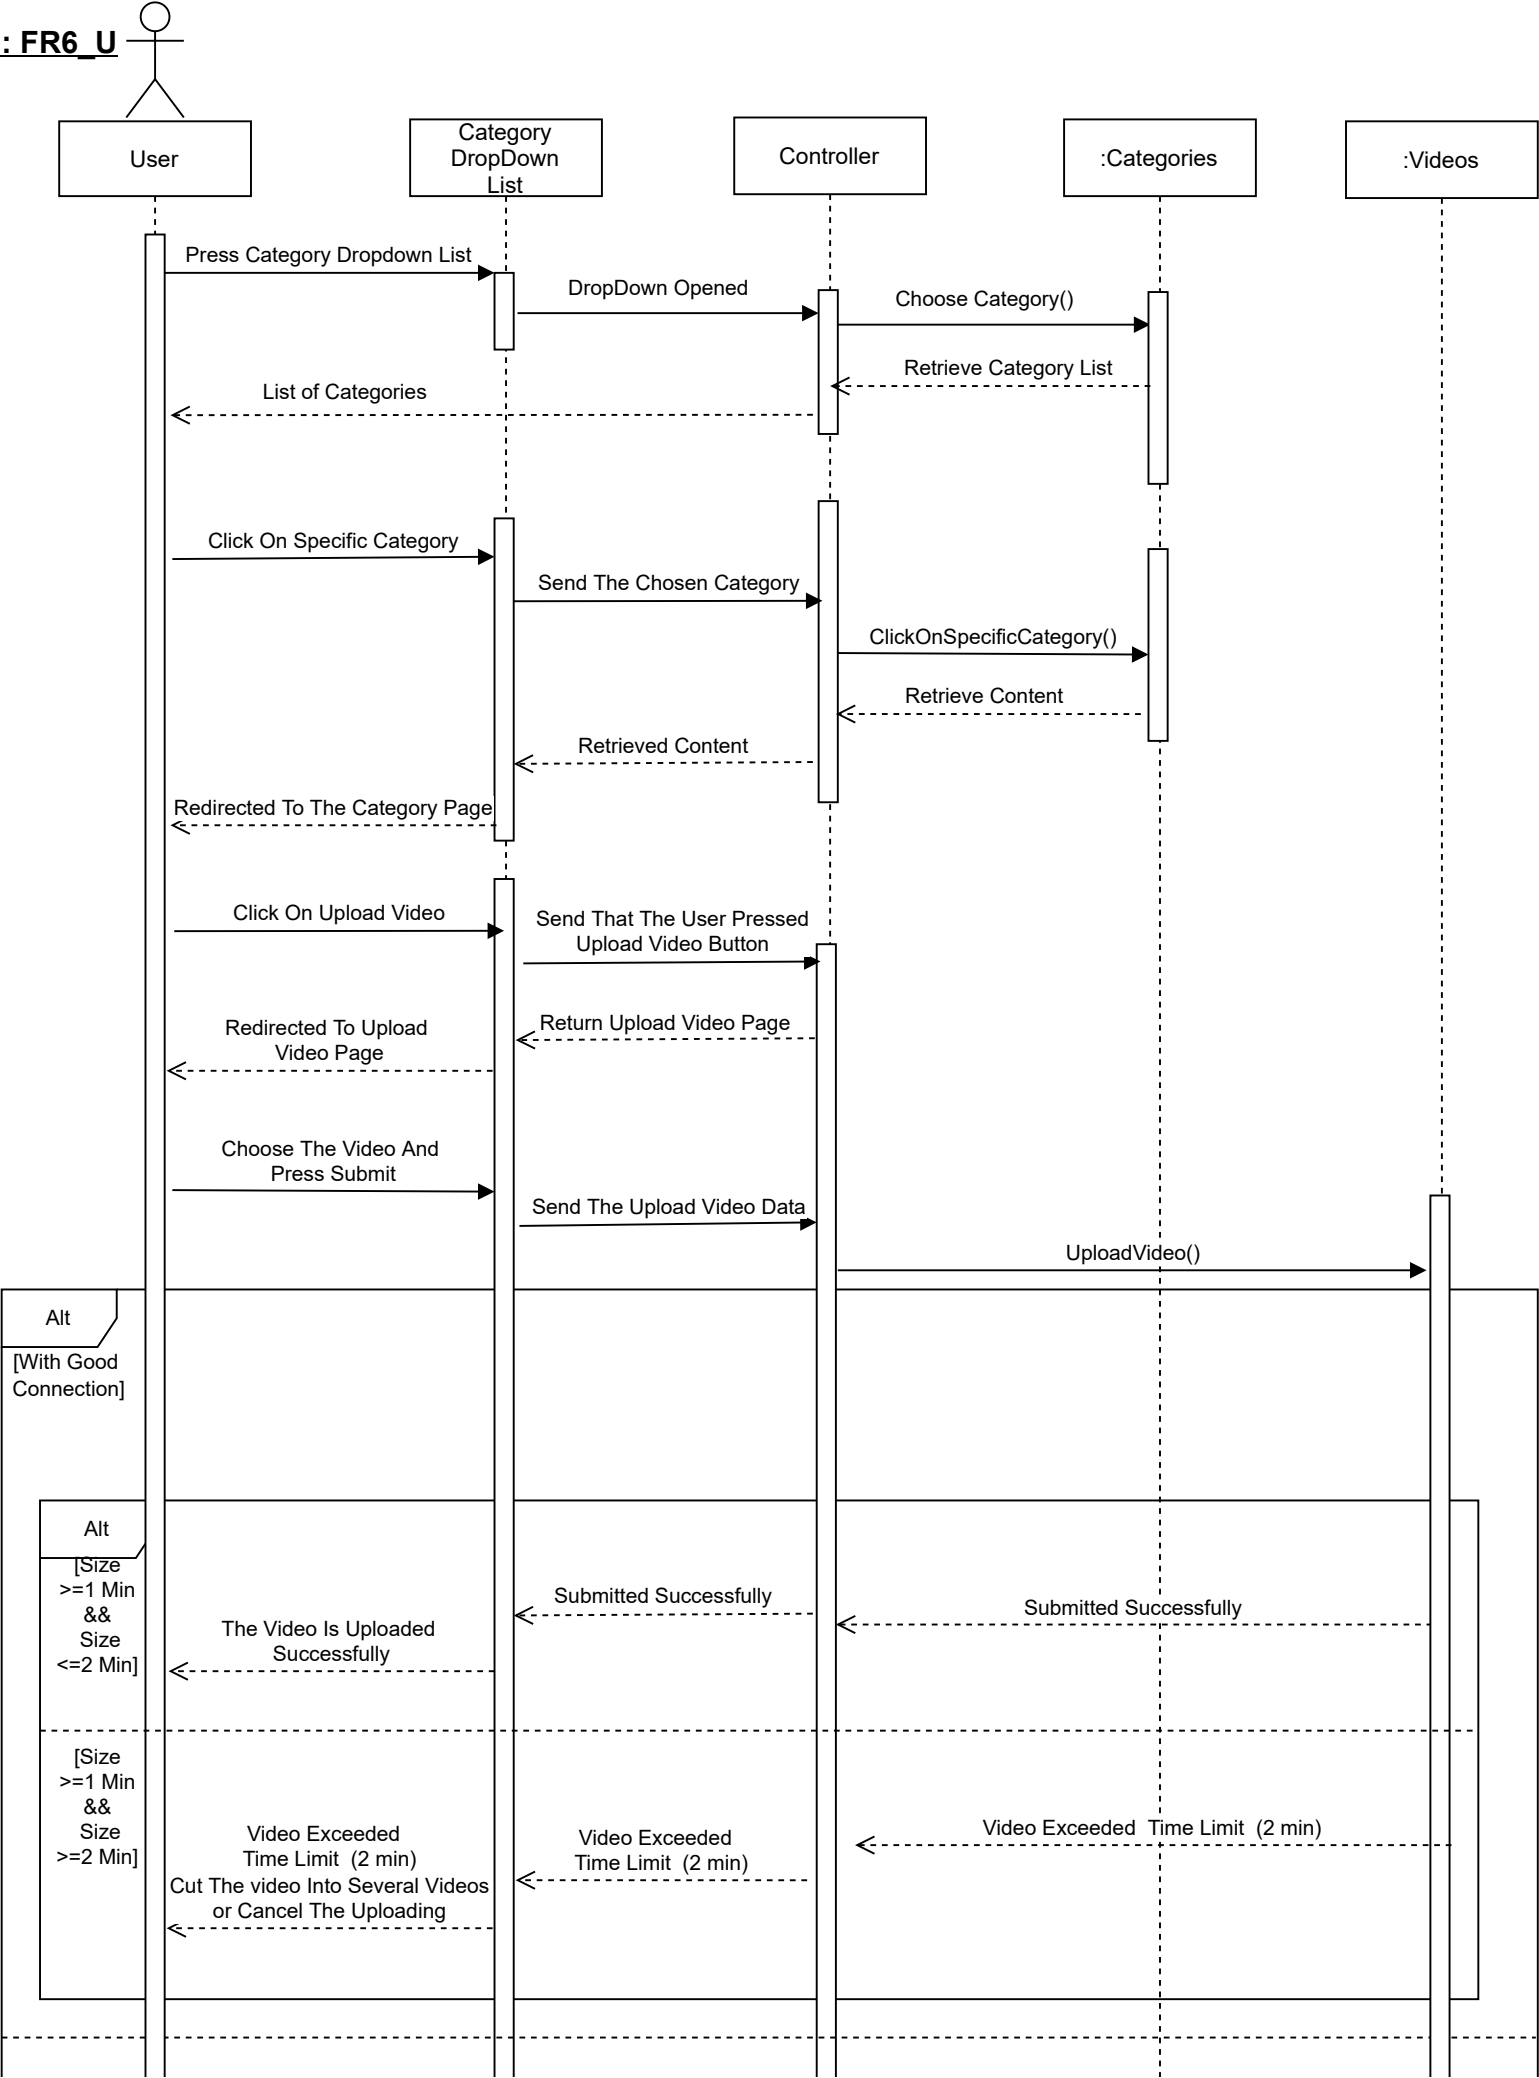 : FR6_U
User
Category
DropDown
List
Controller
:Categories
:Videos
Press Category Dropdown List
DropDown Opened
Choose Category()
Retrieve Category List
List of Categories
Click On Specific Category
Send The Chosen Category
ClickOnSpecificCategory()
Retrieve Content
Retrieved Content
Redirected To The Category Page
Click On Upload Video
Send That The User Pressed
Upload Video Button
Return Upload Video Page
Redirected To Upload
Video Page
Choose The Video And
Press Submit
Send The Upload Video Data
UploadVideo()
Alt
[With Good
Connection]
Alt
[Size
>=1 Min
&&
Size
<=2 Min]
Submitted Successfully
Submitted Successfully
The Video Is Uploaded
Successfully
[Size
>=1 Min
&&
Size
>=2 Min]
Video Exceeded Time Limit (2 min)
Video Exceeded
Time Limit (2 min)
Video Exceeded
Time Limit (2 min)
Cut The video Into Several Videos
or Cancel The Uploading